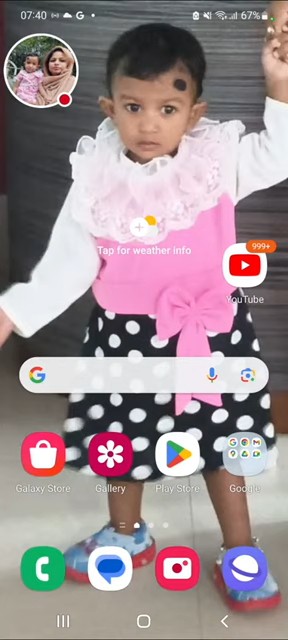 07:40
67%
Tap for weather info
999+
YouTube
Galaxy Store
Gallery
Play Store
Google